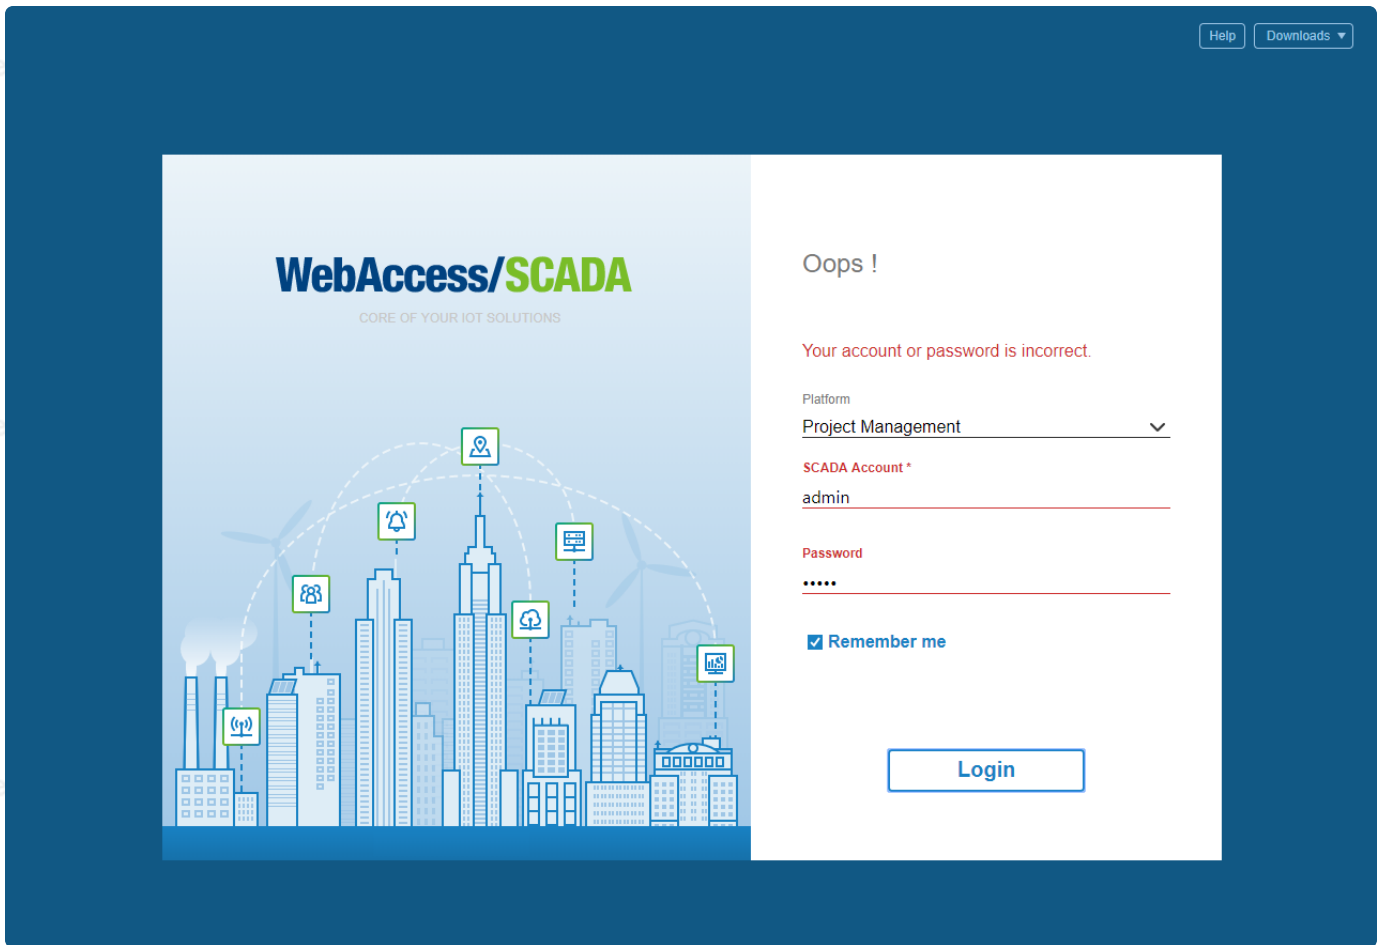 Help
Downloads
WebAccess/SCADA
CORE OF YOUR IOT SOLUTIONS
Oops !
Your account or password is incorrect.
Platform
Project Management
SCADA Account *
admin
Password
•••••
Remember me
Login